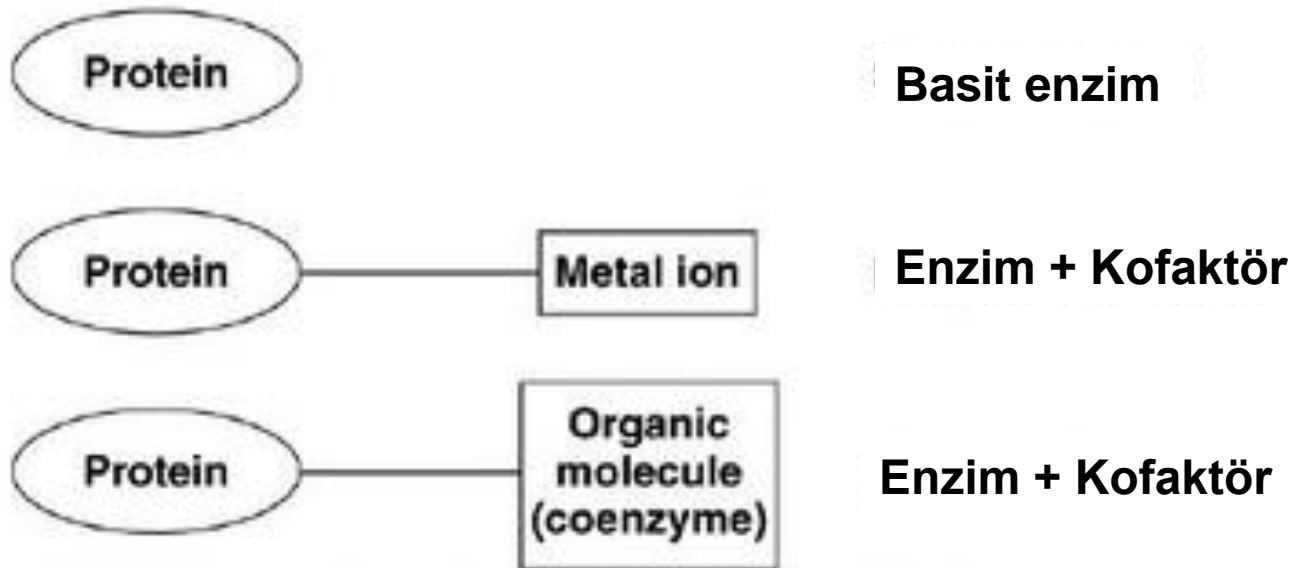 Protein
Basit enzim
Protein
Metal ion
Enzim + Kofaktör
Protein
Organic
molecule
(coenzyme)
Enzim + Kofaktör